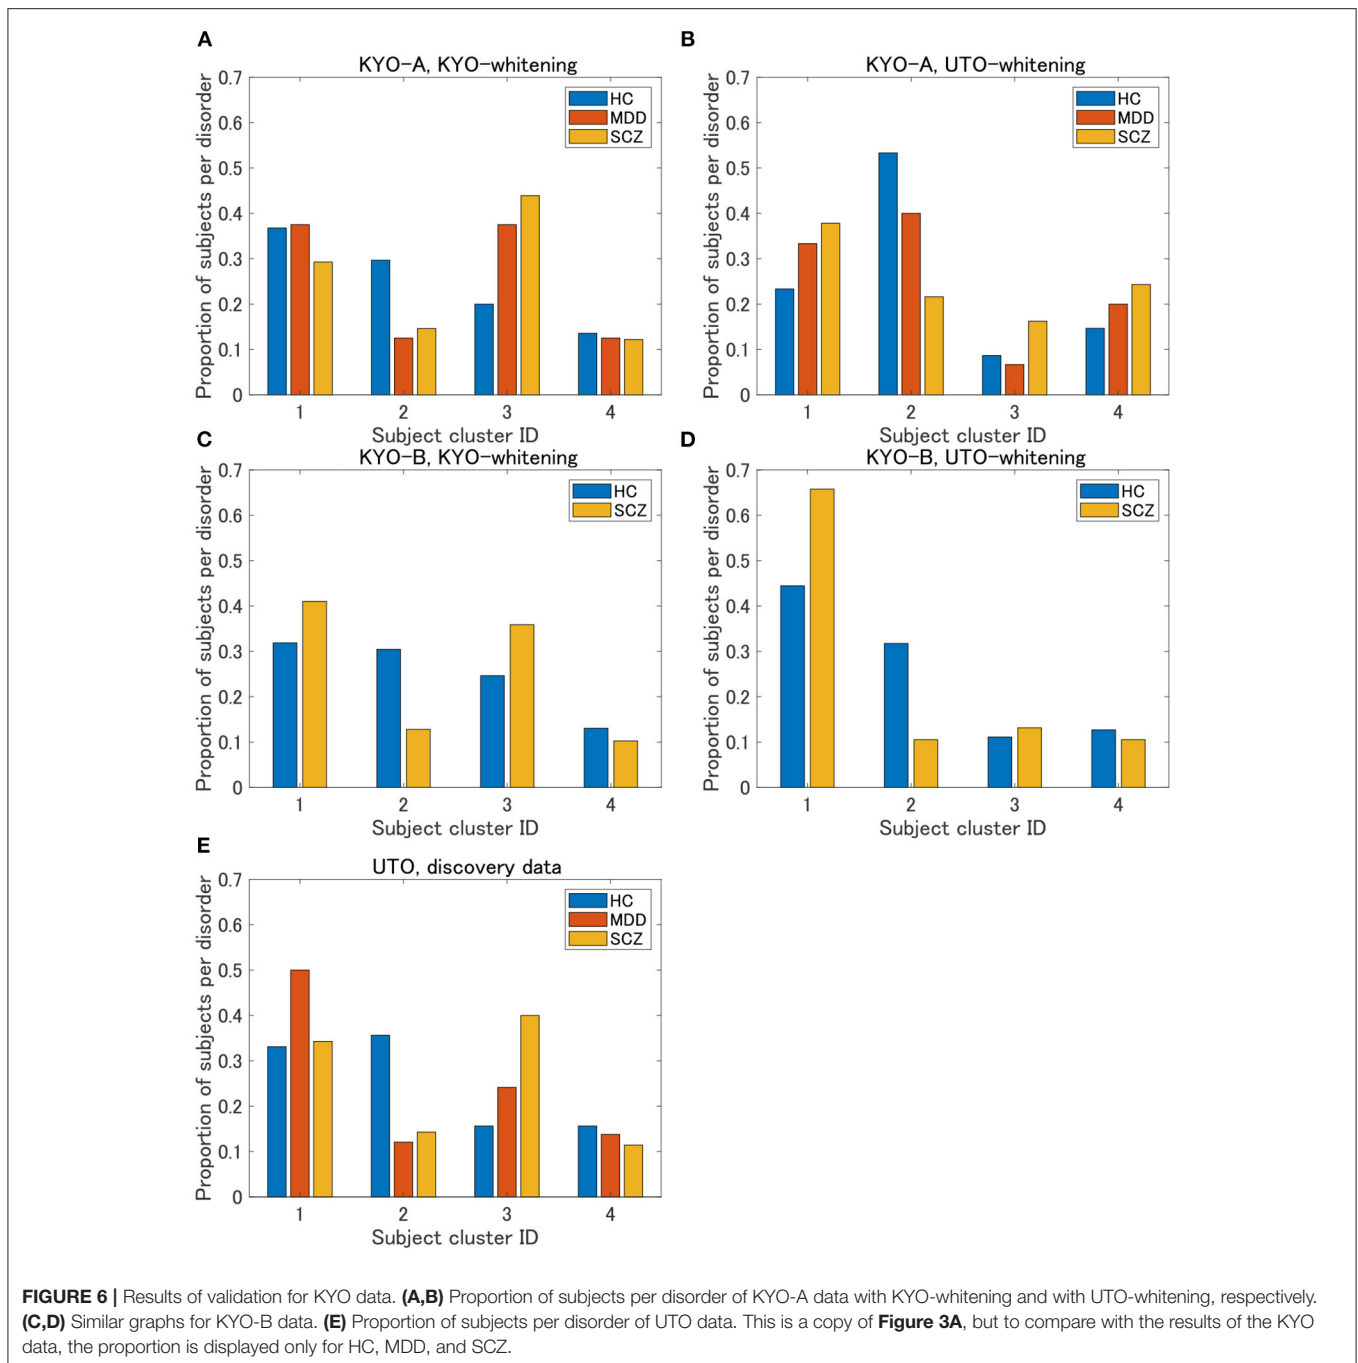 A
KYO-A, KYO-whitening
Proportion of subjects per disorder
0.7
0.6
0.5
0.4
0.3
0.2
0.1
0
HC
MDD
SCZ
1 2 3 4
Subject cluster ID
B
KYO-A, UTO-whitening
Proportion of subjects per disorder
0.7
0.6
0.5
0.4
0.3
0.2
0.1
0
HC
MDD
SCZ
1 2 3 4
Subject cluster ID
C
KYO-B, KYO-whitening
Proportion of subjects per disorder
0.7
0.6
0.5
0.4
0.3
0.2
0.1
0
HC
SCZ
1 2 3 4
Subject cluster ID
D
KYO-B, UTO-whitening
Proportion of subjects per disorder
0.7
0.6
0.5
0.4
0.3
0.2
0.1
0
HC
SCZ
1 2 3 4
Subject cluster ID
E
UTO, discovery data
Proportion of subjects per disorder
0.7
0.6
0.5
0.4
0.3
0.2
0.1
0
HC
MDD
SCZ
1 2 3 4
Subject cluster ID
FIGURE 6 | Results of validation for KYO data. (A,B) Proportion of subjects per disorder of KYO-A data with KYO-whitening and with UTO-whitening, respectively.
(C,D) Similar graphs for KYO-B data. (E) Proportion of subjects per disorder of UTO data. This is a copy of Figure 3A, but to compare with the results of the KYO
data, the proportion is displayed only for HC, MDD, and SCZ.